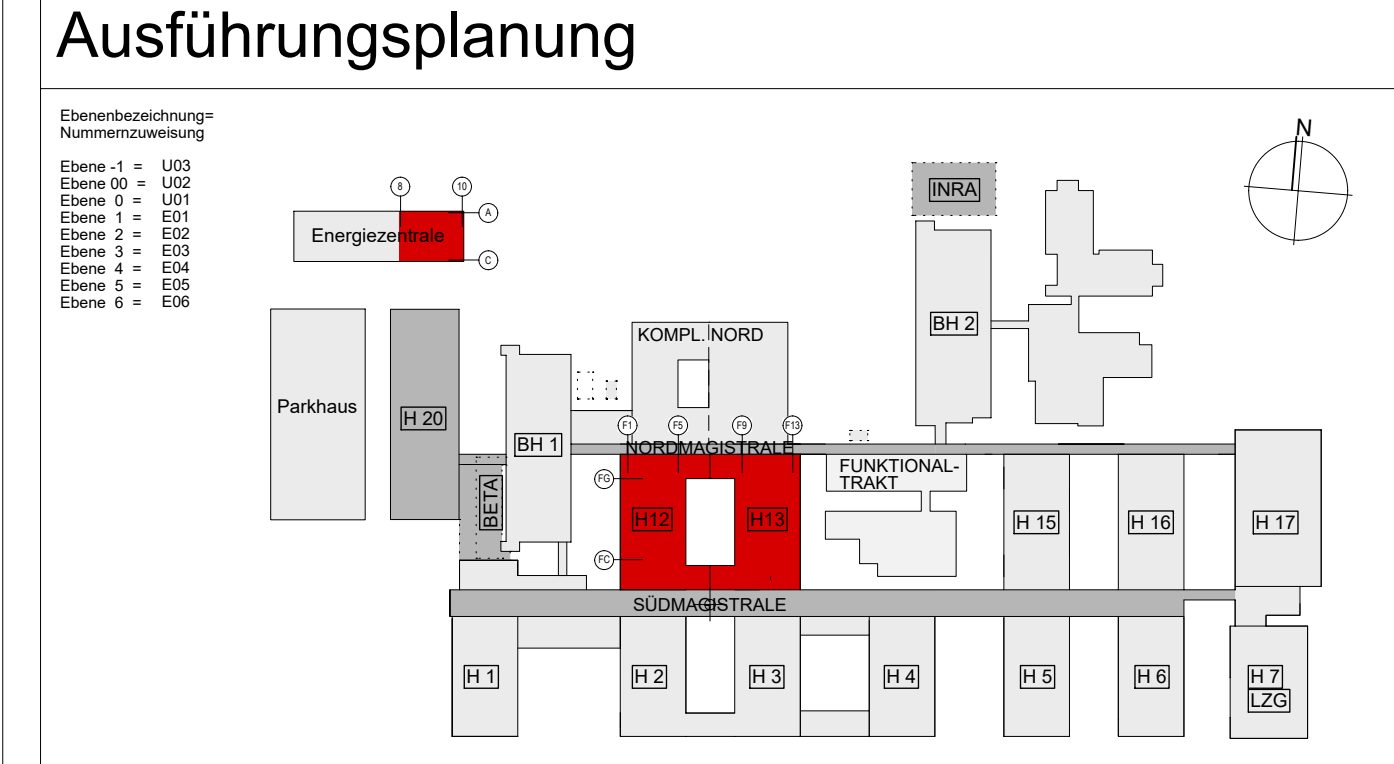 Ausführungsplanung
Ebenenbezeichnung=
Nummernzuweisung
Ebene -1 = U03
Ebene 00 = U02
Ebene 0 = U01
Ebene 1 = E01
Ebene 2 = E02
Ebene 3 = E03
Ebene 4 = E04
Ebene 5 = E05
Ebene 6 = E06
N
8
10
A
Energiezentrale
C
INRA
BH 2
KOMPL. NORD
Parkhaus
H 20
BH 1
F1
F5
F9
F13
NORDMAGISTRALE
FUNKTIONAL-
TRAKT
FG
BETA
H12
H13
H 15
H 16
H 17
FC
SÜDMAGISTRALE
H 1
H 2
H 3
H 4
H 5
H 6
H 7
LZG